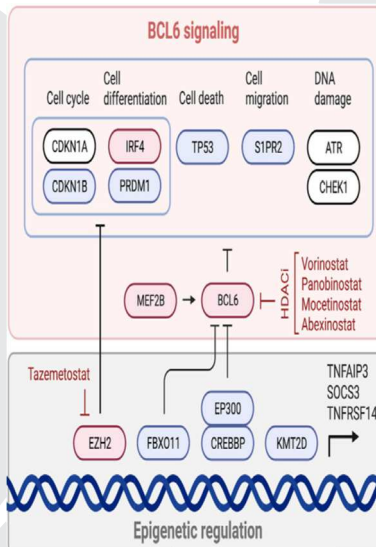 BCL6 signaling
Cell cycle
Cell
differentiation
Cell death
Cell
migration
DNA
damage
CDKN1A
IRF4
TP53
S1PR2
ATR
CDKN1B
PRDM1
CHEK1
MEF2B
BCL6
HDACi
Vorinostat
Panobinostat
Mocetinostat
Abexinostat
Tazemetostat
TNFAIP3
SOCS3
TNFRSF14
EZH2
FBXO11
EP300
CREBBP
KMT2D
Epigenetic regulation